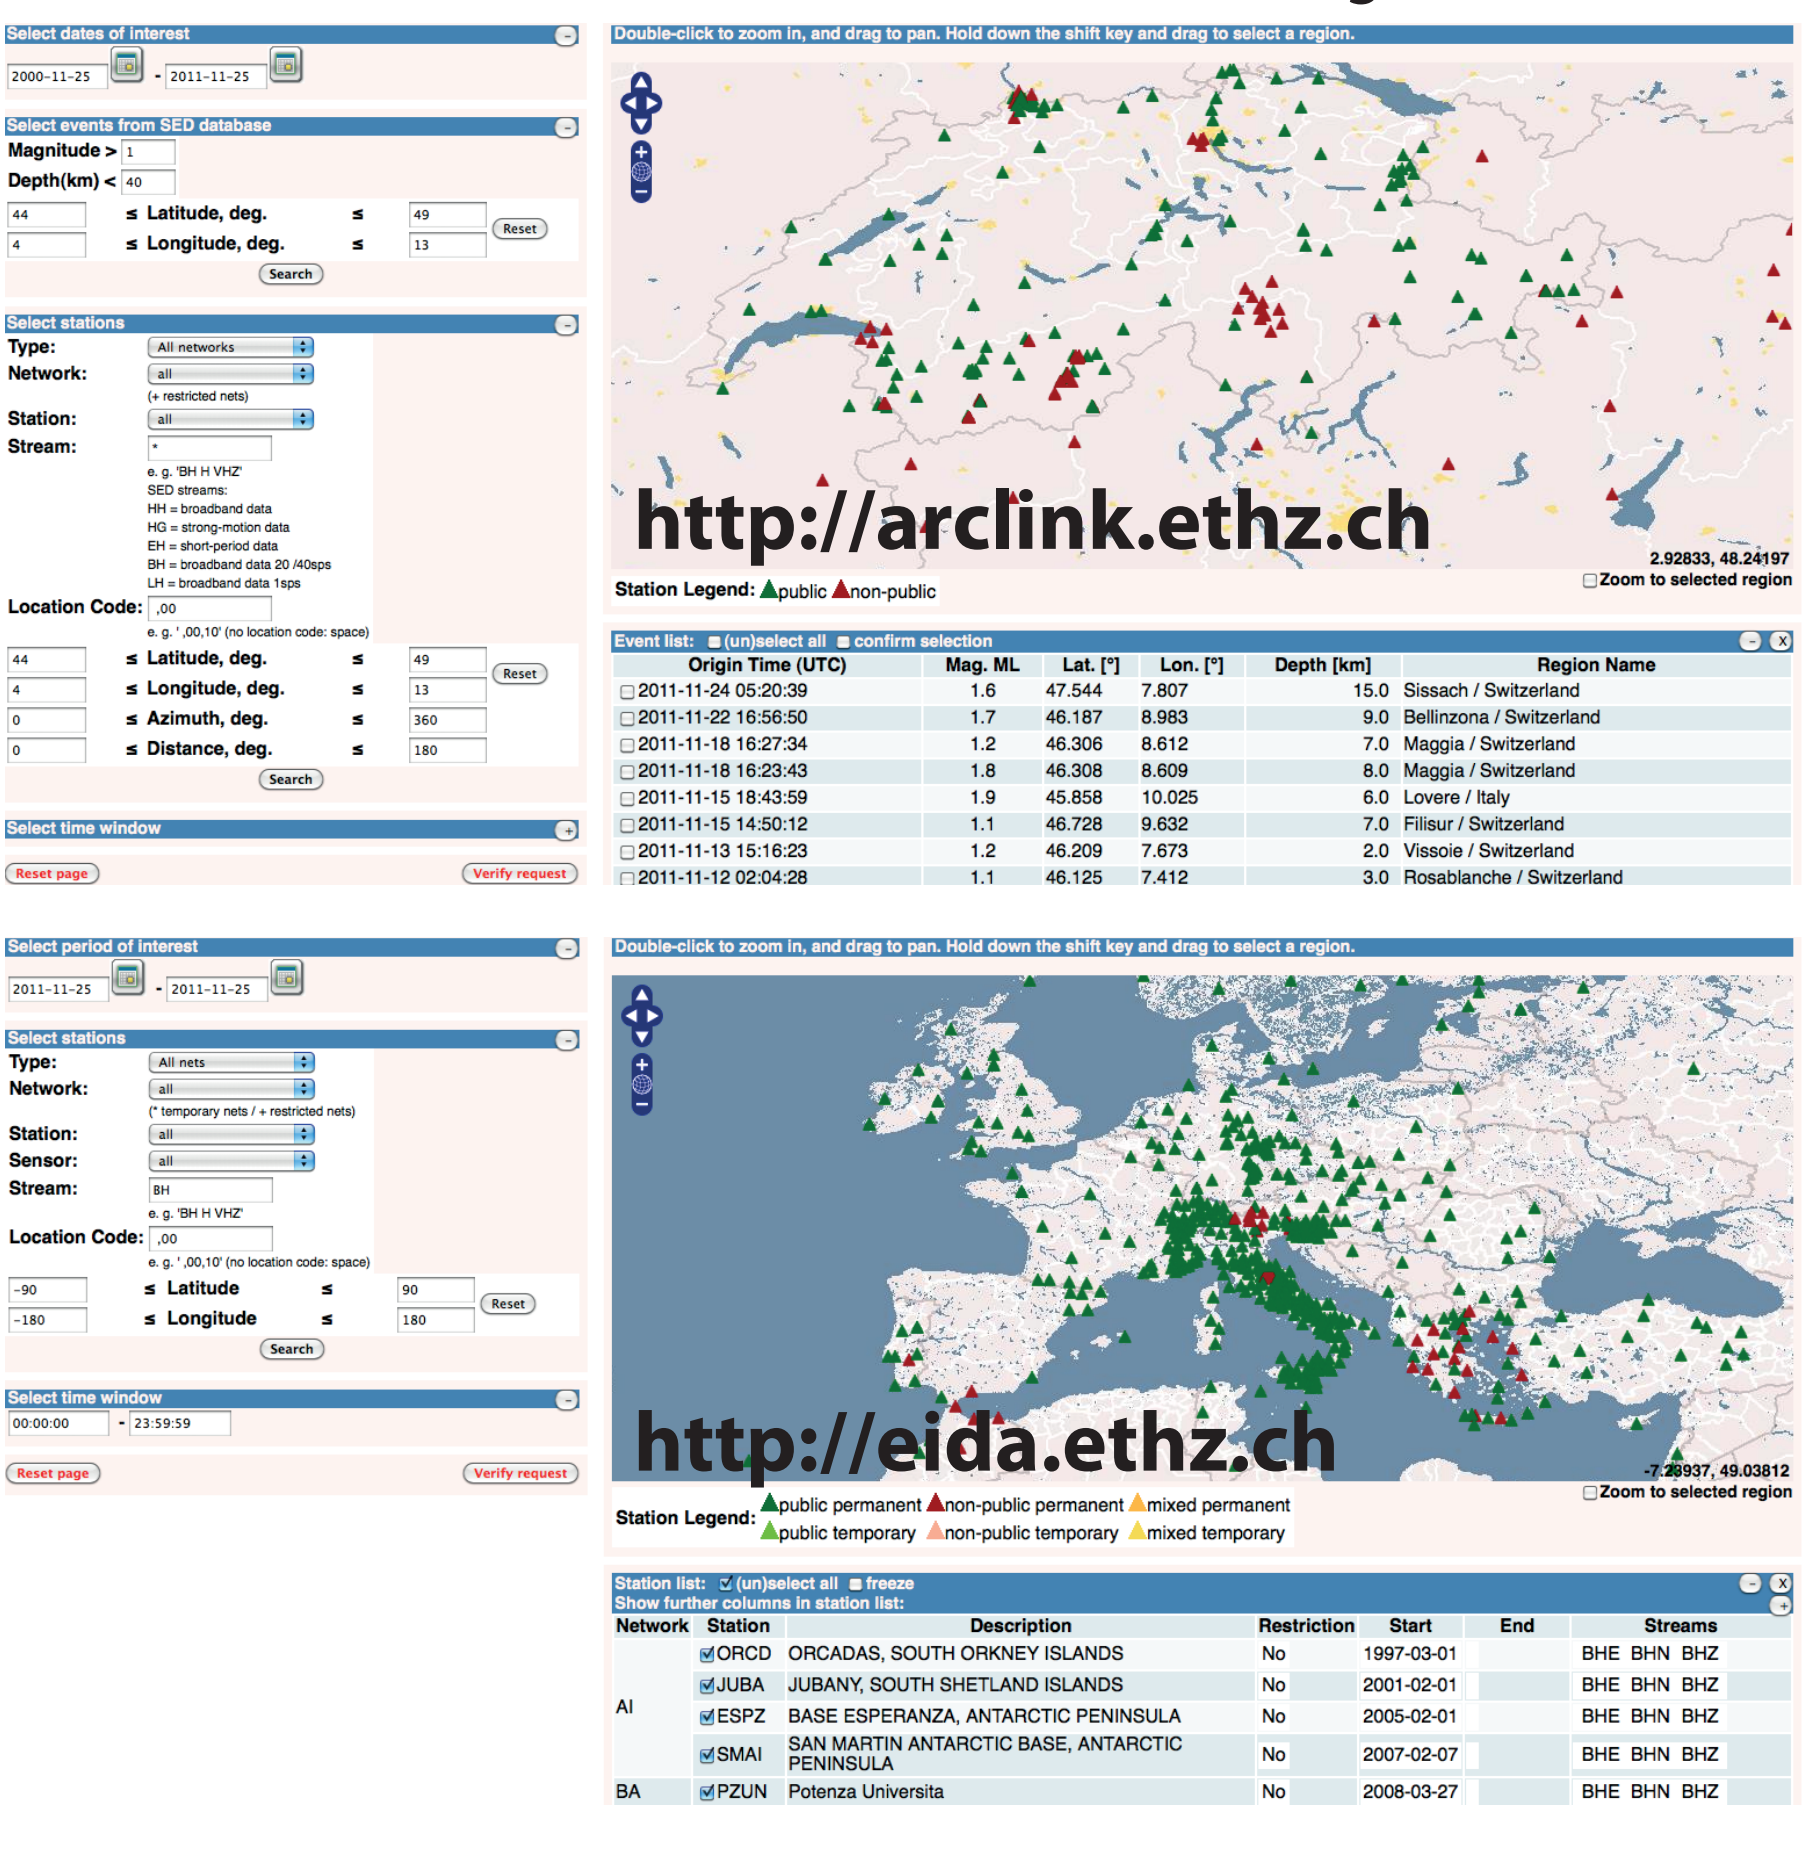 Select dates of interest
2000-11-25 - 2011-11-25
Select events from SED database
Magnitude > 1
Depth(km) < 40
44 ≤ Latitude, deg. ≤ 49 Reset
4 ≤ Longitude, deg. ≤ 13
Search
Select stations
Type: All networks
Network: all
(+ restricted nets)
Station: all
Stream: *
e. g. 'BH H VHZ'
SED streams:
HH = broadband data
HG = strong-motion data
EH = short-period data
BH = broadband data 20 /40sps
LH = broadband data 1sps
Location Code: ,00
e. g. ' ,00,10' (no location code: space)
44 ≤ Latitude, deg. ≤ 49 Reset
4 ≤ Longitude, deg. ≤ 13
0 ≤ Azimuth, deg. ≤ 360
0 ≤ Distance, deg. ≤ 180
Search
Select time window
Reset page Verify request
Double-click to zoom in, and drag to pan. Hold down the shift key and drag to select a region.
http://arclink.ethz.ch
2.92833, 48.24197
Station Legend: public non-public
Zoom to selected region
Event list: (un)select all confirm selection
Origin Time (UTC) Mag. ML Lat. [°] Lon. [°] Depth [km] Region Name
2011-11-24 05:20:39 1.6 47.544 7.807 15.0 Sissach / Switzerland
2011-11-22 16:56:50 1.7 46.187 8.983 9.0 Bellinzona / Switzerland
2011-11-18 16:27:34 1.2 46.306 8.612 7.0 Maggia / Switzerland
2011-11-18 16:23:43 1.8 46.308 8.609 8.0 Maggia / Switzerland
2011-11-15 18:43:59 1.9 45.858 10.025 6.0 Lovere / Italy
2011-11-15 14:50:12 1.1 46.728 9.632 7.0 Filisur / Switzerland
2011-11-13 15:16:23 1.2 46.209 7.673 2.0 Vissoie / Switzerland
2011-11-12 02:04:28 1.1 46.125 7.412 3.0 Rosablanche / Switzerland
Select period of interest
2011-11-25 - 2011-11-25
Select stations
Type: All nets
Network: all
(* temporary nets / + restricted nets)
Station: all
Sensor: all
Stream: BH
e. g. 'BH H VHZ'
Location Code: ,00
e. g. ' ,00,10' (no location code: space)
-90 ≤ Latitude ≤ 90 Reset
-180 ≤ Longitude ≤ 180
Search
Select time window
00:00:00 - 23:59:59
Reset page Verify request
Double-click to zoom in, and drag to pan. Hold down the shift key and drag to select a region.
http://eida.ethz.ch
-7.23937, 49.03812
Zoom to selected region
Station Legend: public permanent non-public permanent mixed permanent
public temporary non-public temporary mixed temporary
Station list: (un)select all freeze
Show further columns in station list:
Network Station Description Restriction Start End Streams
AI ORCD ORCADAS, SOUTH ORKNEY ISLANDS No 1997-03-01 BHE BHN BHZ
JUBA JUBANY, SOUTH SHETLAND ISLANDS No 2001-02-01 BHE BHN BHZ
ESPZ BASE ESPERANZA, ANTARCTIC PENINSULA No 2005-02-01 BHE BHN BHZ
SMAI SAN MARTIN ANTARCTIC BASE, ANTARCTIC PENINSULA No 2007-02-07 BHE BHN BHZ
BA PZUN Potenza Universita No 2008-03-27 BHE BHN BHZ